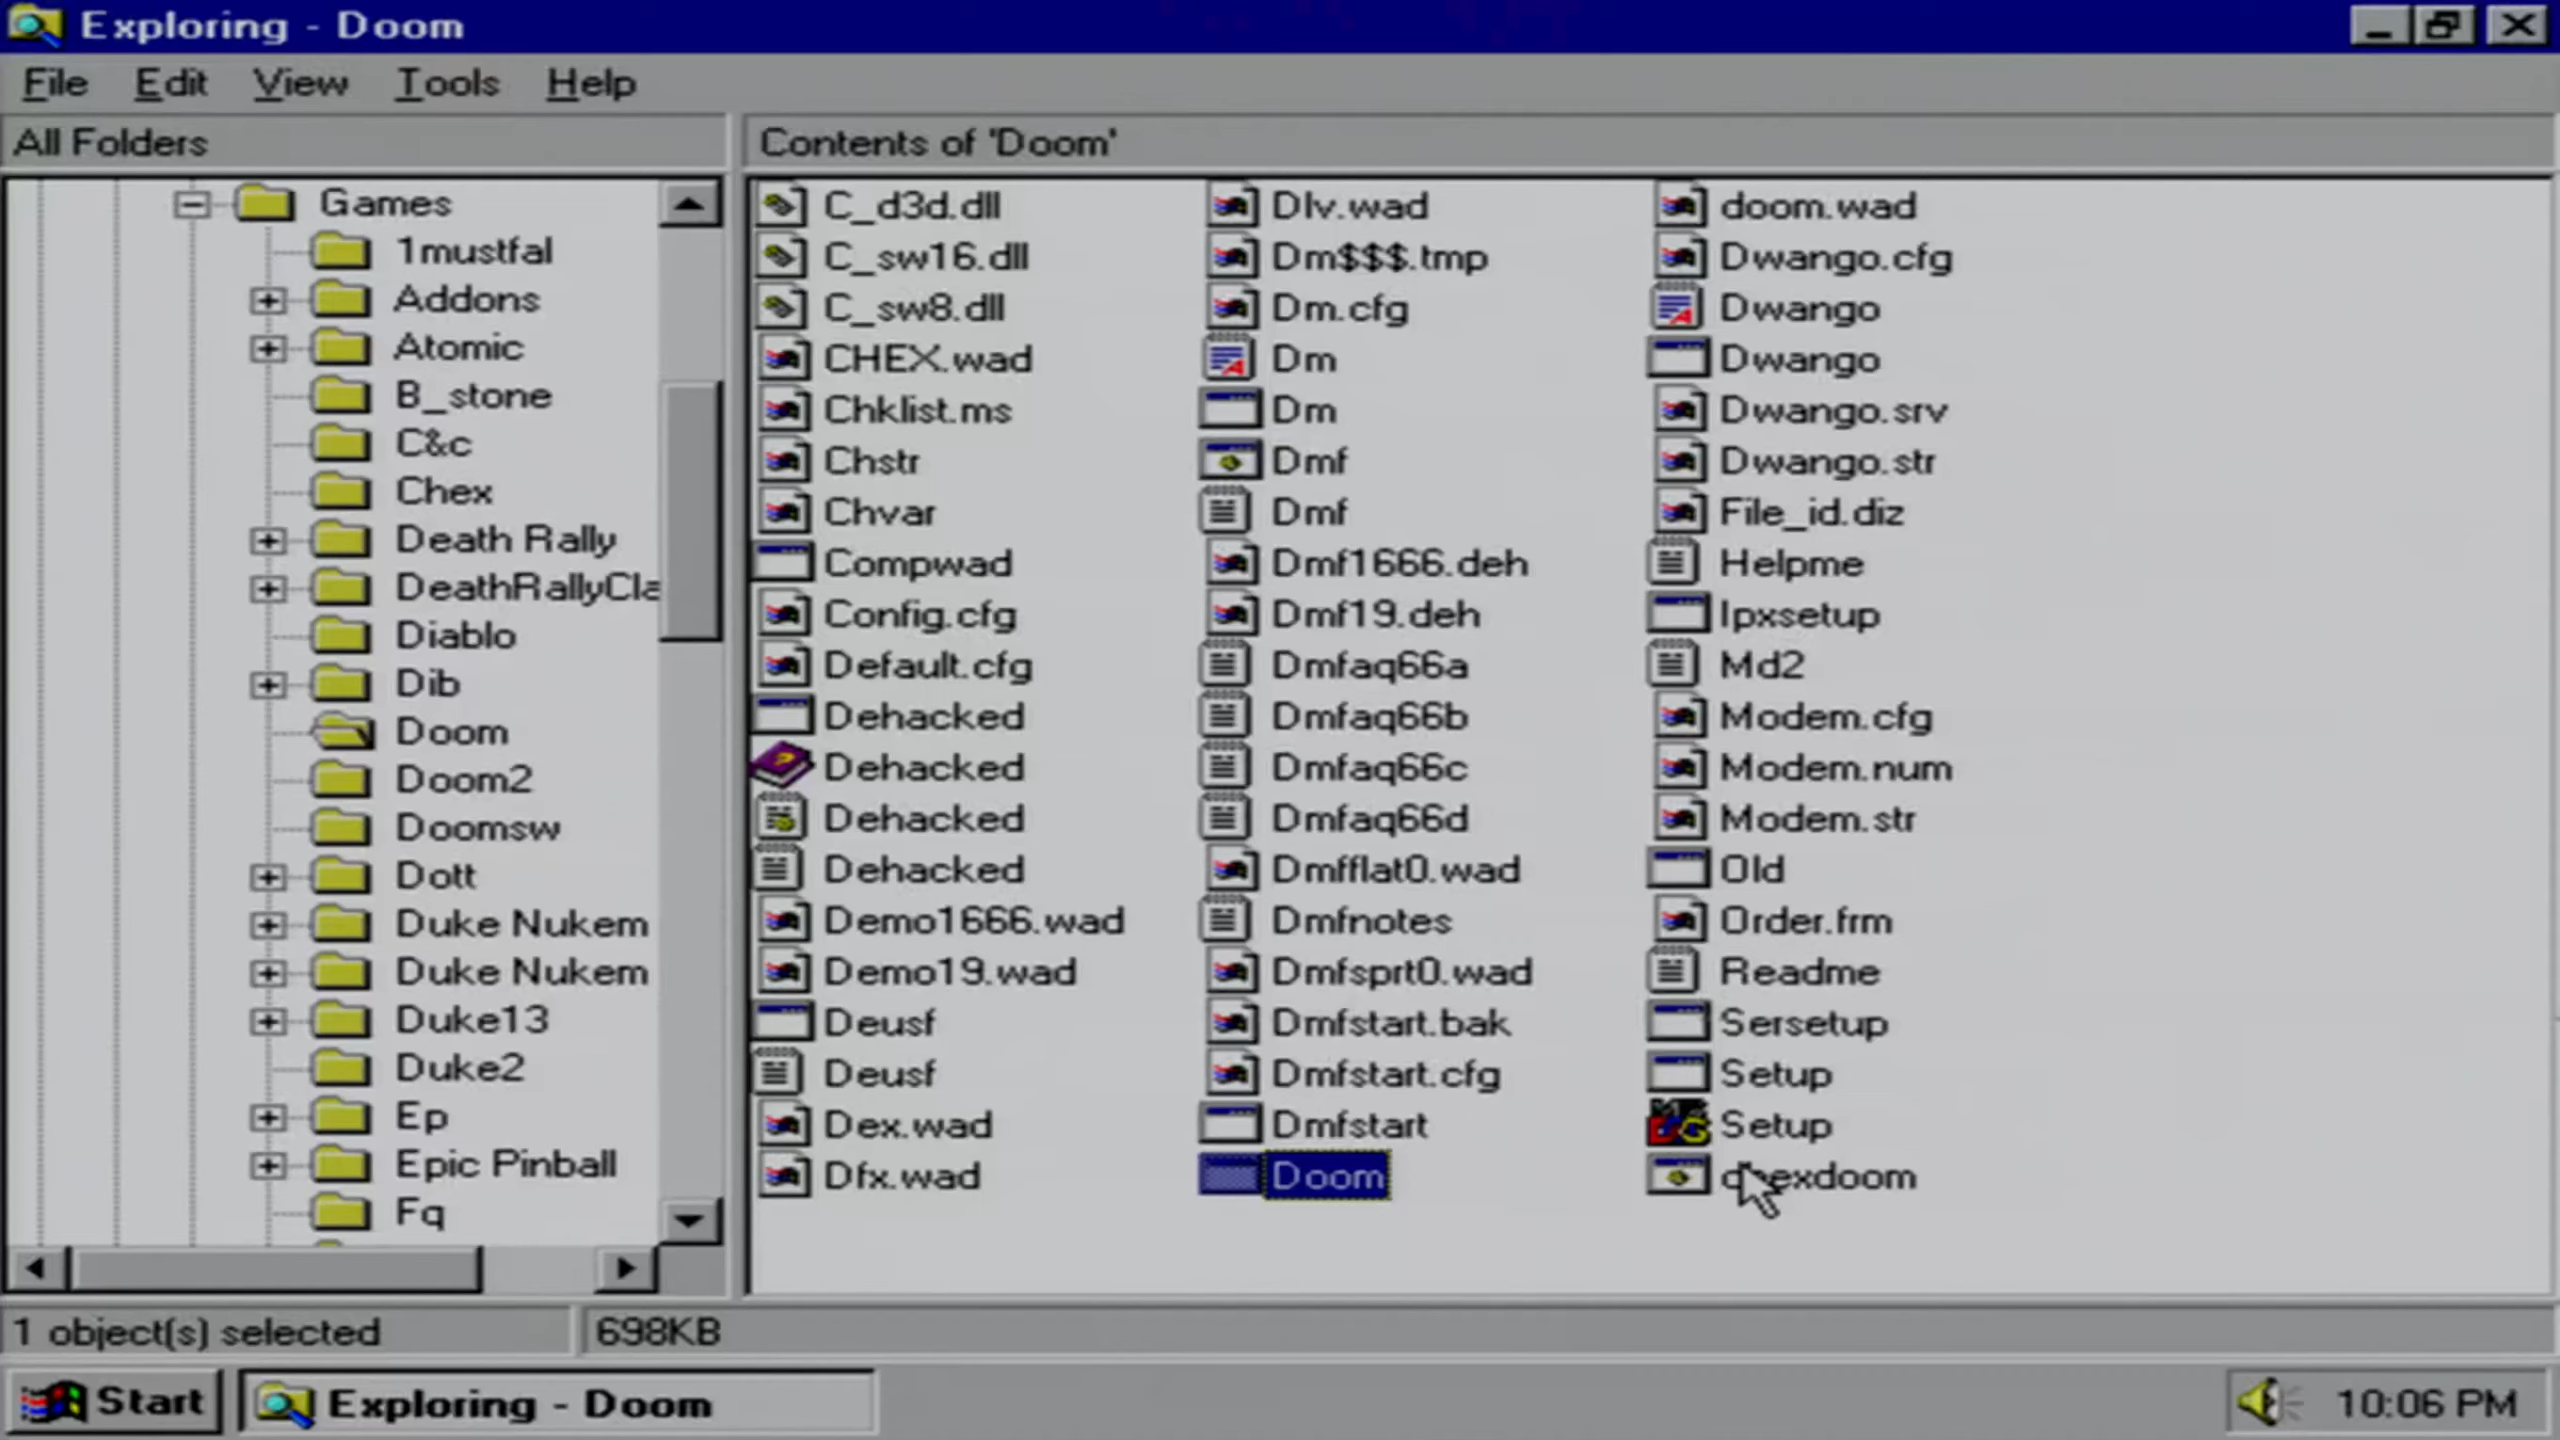 Exploring - Doom
File Edit View Tools Help
All Folders
Contents of 'Doom'
Games
1mustfal
Addons
Atomic
B_stone
C&c
Chex
Death Rally
DeathRallyCla
Diablo
Dib
Doom
Doom2
Doomsw
Dott
Duke Nukem
Duke Nukem
Duke13
Duke2
Ep
Epic Pinball
Fq
C_d3d.dll
C_sw16.dll
C_sw8.dll
CHEX.wad
Chklist.ms
Chstr
Chvar
Compwad
Config.cfg
Default.cfg
Dehacked
Dehacked
Dehacked
Dehacked
Demo1666.wad
Demo19.wad
Deusf
Deusf
Dex.wad
Dfx.wad
Dlv.wad
Dm$$$.tmp
Dm.cfg
Dm
Dm
Dmf
Dmf
Dmf1666.deh
Dmf19.deh
Dmfaq66a
Dmfaq66b
Dmfaq66c
Dmfaq66d
Dmfflat0.wad
Dmfnotes
Dmfsprt0.wad
Dmfstart.bak
Dmfstart.cfg
Dmfstart
Doom
doom.wad
Dwango.cfg
Dwango
Dwango
Dwango.srv
Dwango.str
File_id.diz
Helpme
Ipxsetup
Md2
Modem.cfg
Modem.num
Modem.str
Old
Order.frm
Readme
Sersetup
Setup
Setup
1 object(s) selected
698KB
Start
Exploring - Doom
10:06 PM